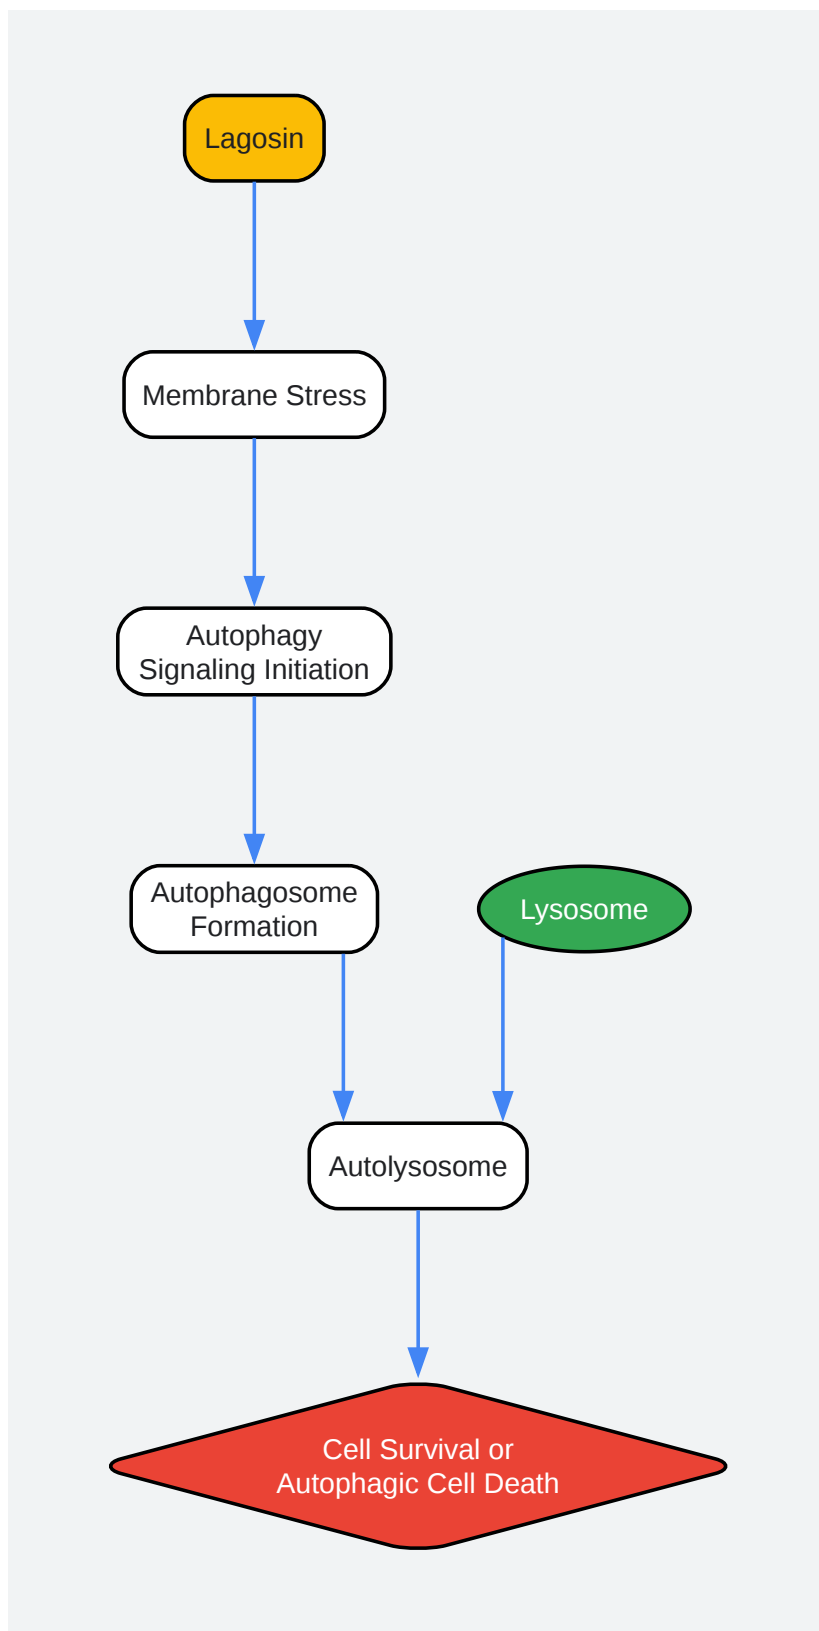 Lagosin
Membrane Stress
Autophagy
Signaling Initiation
Autophagosome
Formation
Lysosome
Autolysosome
Cell Survival or
Autophagic Cell Death